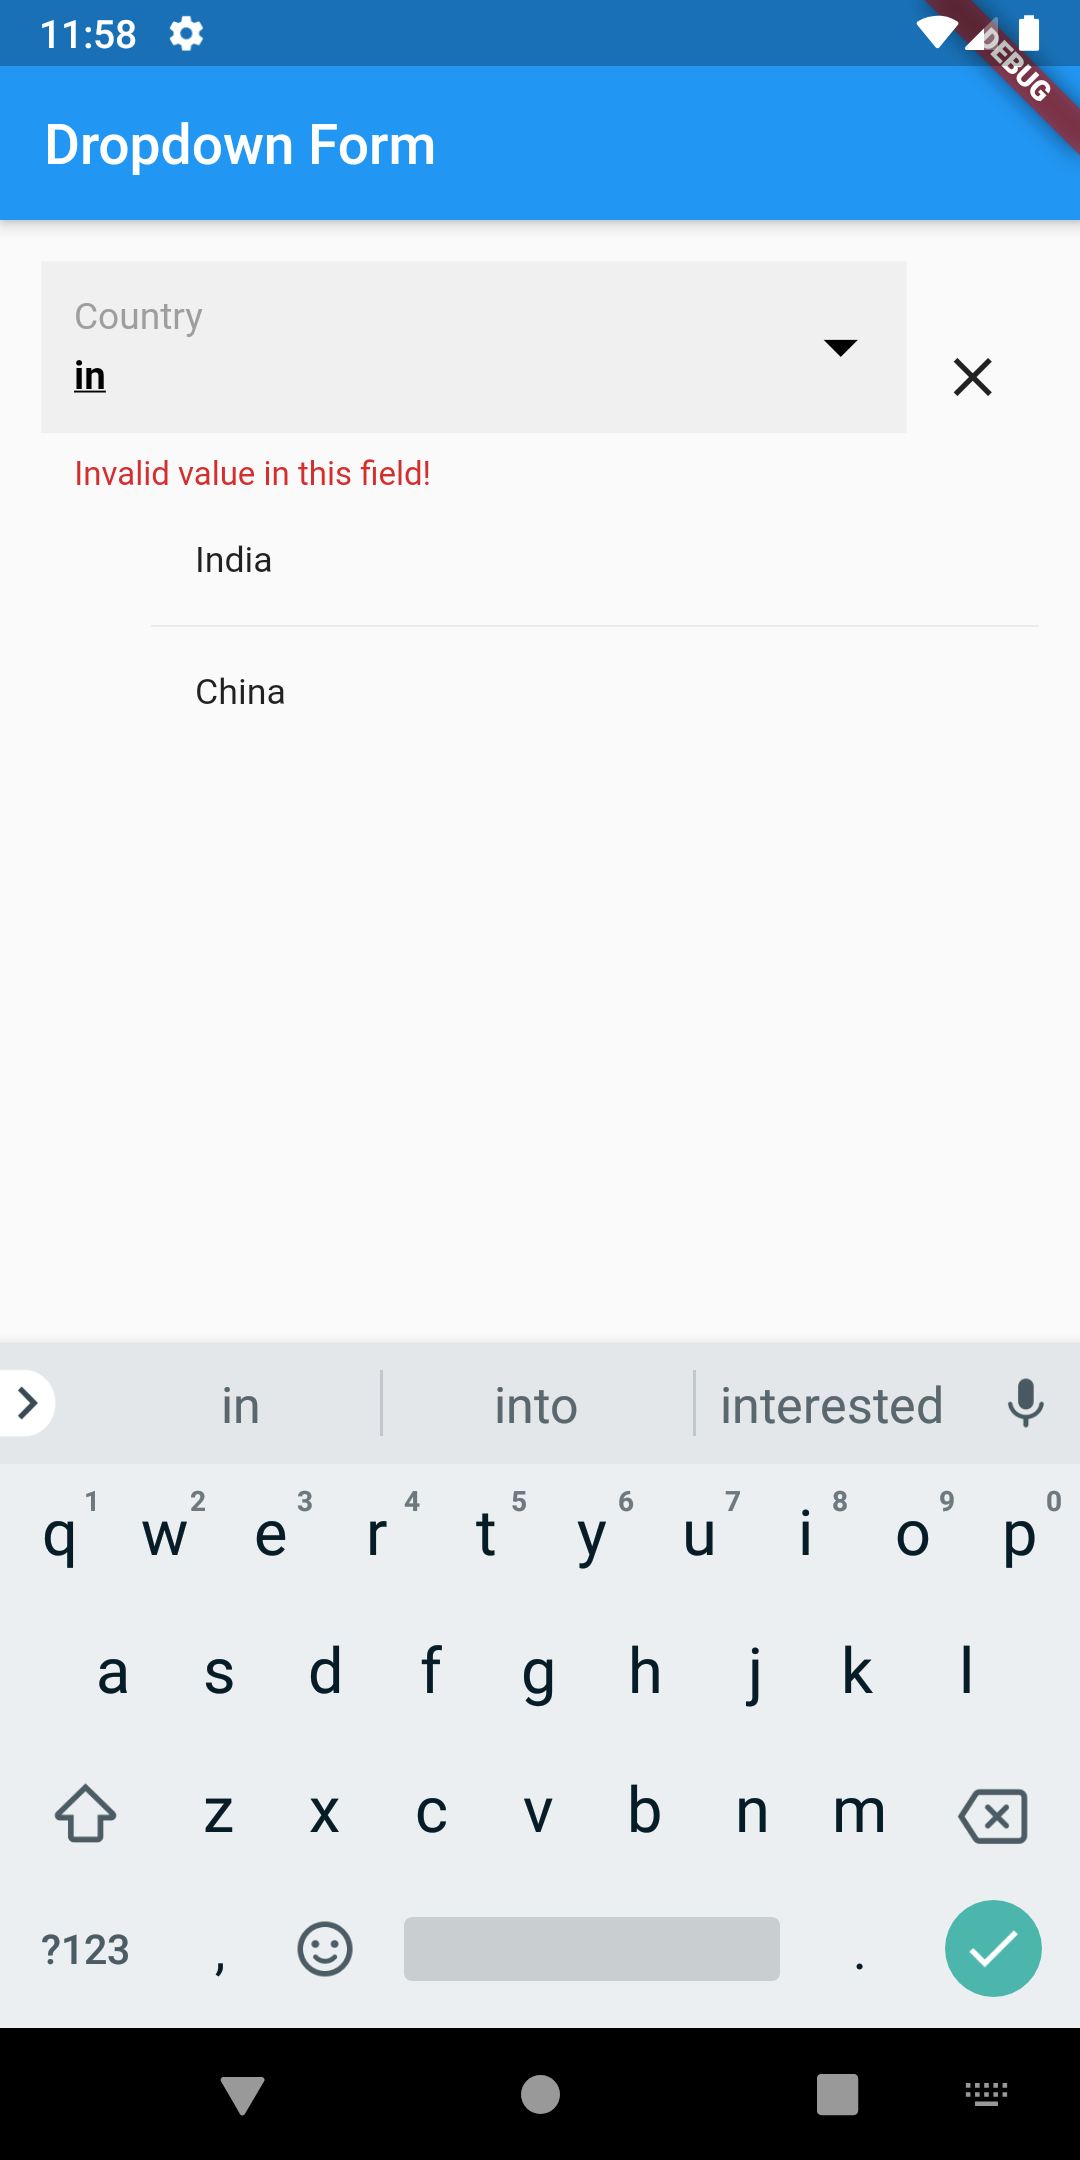 11:58
DEBUG
Dropdown Form
Country
in
Invalid value in this field!
India
China
in into interested
1 2 3 4 5 6 7 8 9 0
q w e r t y u i o p
a s d f g h j k l
z x c v b n m
?123 , .